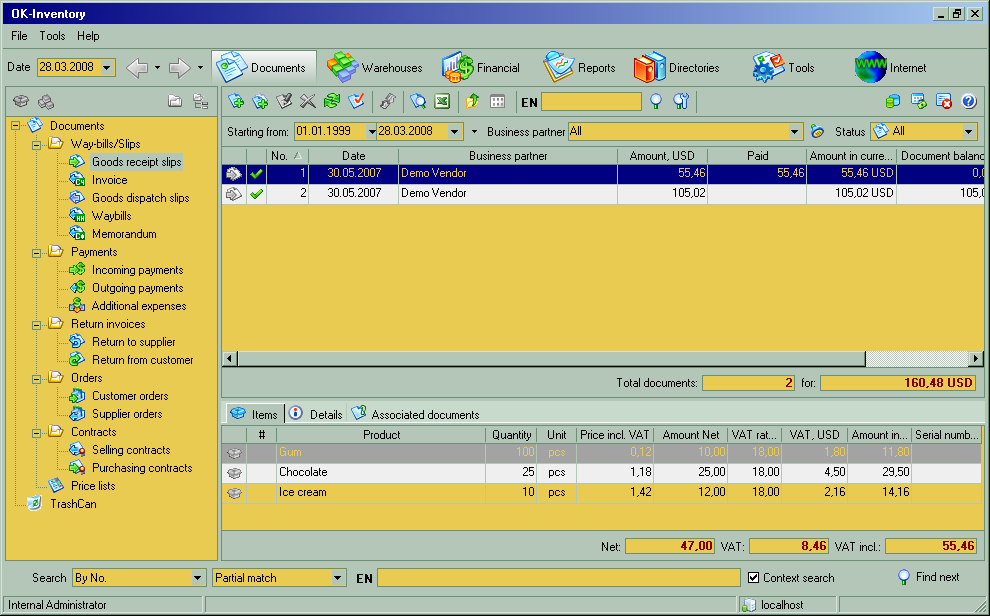 OK-Inventory
File Tools Help
Date 28.03.2008 Documents Warehouses Financial Reports Directories Tools Internet
EN
Starting from: 01.01.1999 28.03.2008 Business partner All Status All
Documents
Way-bills/Slips
Goods receipt slips
Invoice
Goods dispatch slips
Waybills
Memorandum
Payments
Incoming payments
Outgoing payments
Additional expenses
Return invoices
Return to supplier
Return from customer
Orders
Customer orders
Supplier orders
Contracts
Selling contracts
Purchasing contracts
Price lists
TrashCan
No. Date Business partner Amount, USD Paid Amount in curre... Document balanc
1 30.05.2007 Demo Vendor 55,46 55,46 55,46 USD 0,0
2 30.05.2007 Demo Vendor 105,02 105,02 USD 105,0
Total documents: 2 for: 160,48 USD
Items Details Associated documents
# Product Quantity Unit Price incl. VAT Amount Net VAT rat... VAT, USD Amount in... Serial numb...
Gum 100 pcs 0,12 10,00 18,00 1,80 11,80
Chocolate 25 pcs 1,18 25,00 18,00 4,50 29,50
Ice cream 10 pcs 1,42 12,00 18,00 2,16 14,16
Net: 47,00 VAT: 8,46 VAT incl.: 55,46
Search By No. Partial match EN Context search Find next
Internal Administrator localhost